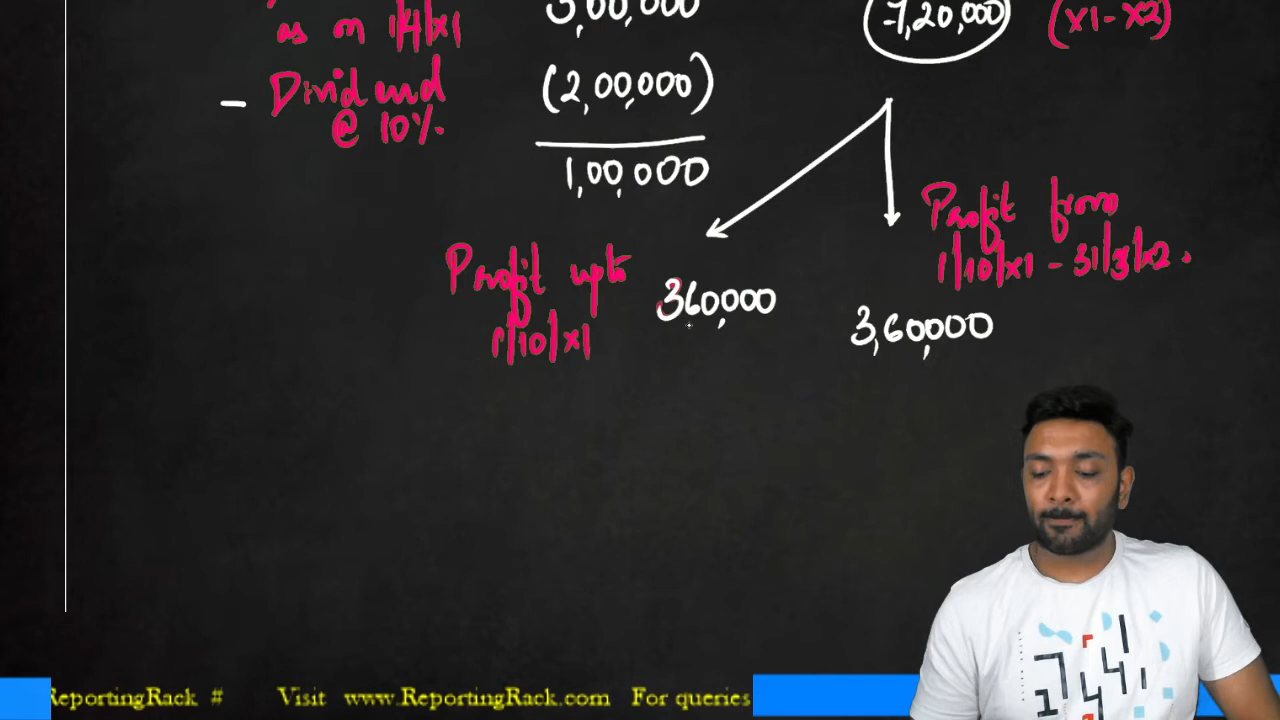 3,00,000
as on 1/4/x1
- Dividend
@ 10%
(2,00,000)
1,00,000
7,20,000
(x1-x2)
Profit upto
1/10/x1
360,000
Profit from
1/10/x1 - 31/3/x2.
3,60,000
ReportingRack # Visit www.ReportingRack.com For queries